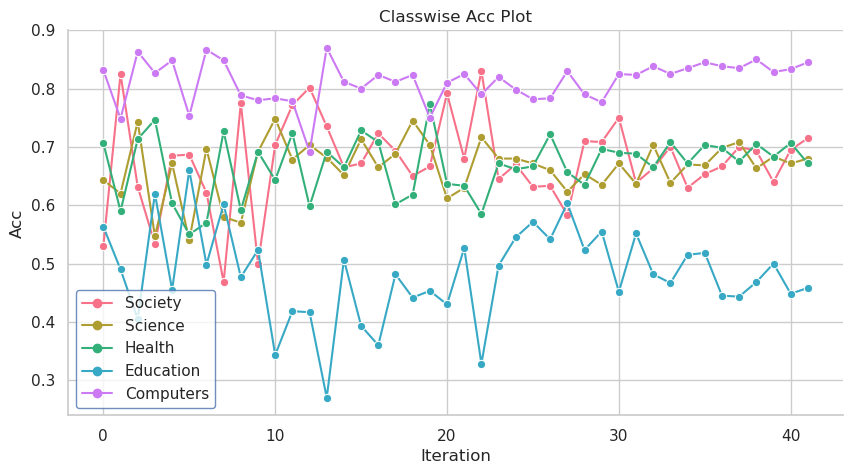 Classwise Acc Plot
0.9
0.8
0.7
0.6
0.5
0.4
0.3
Acc
Society
Science
Health
Education
Computers
0 10 20 30 40
Iteration